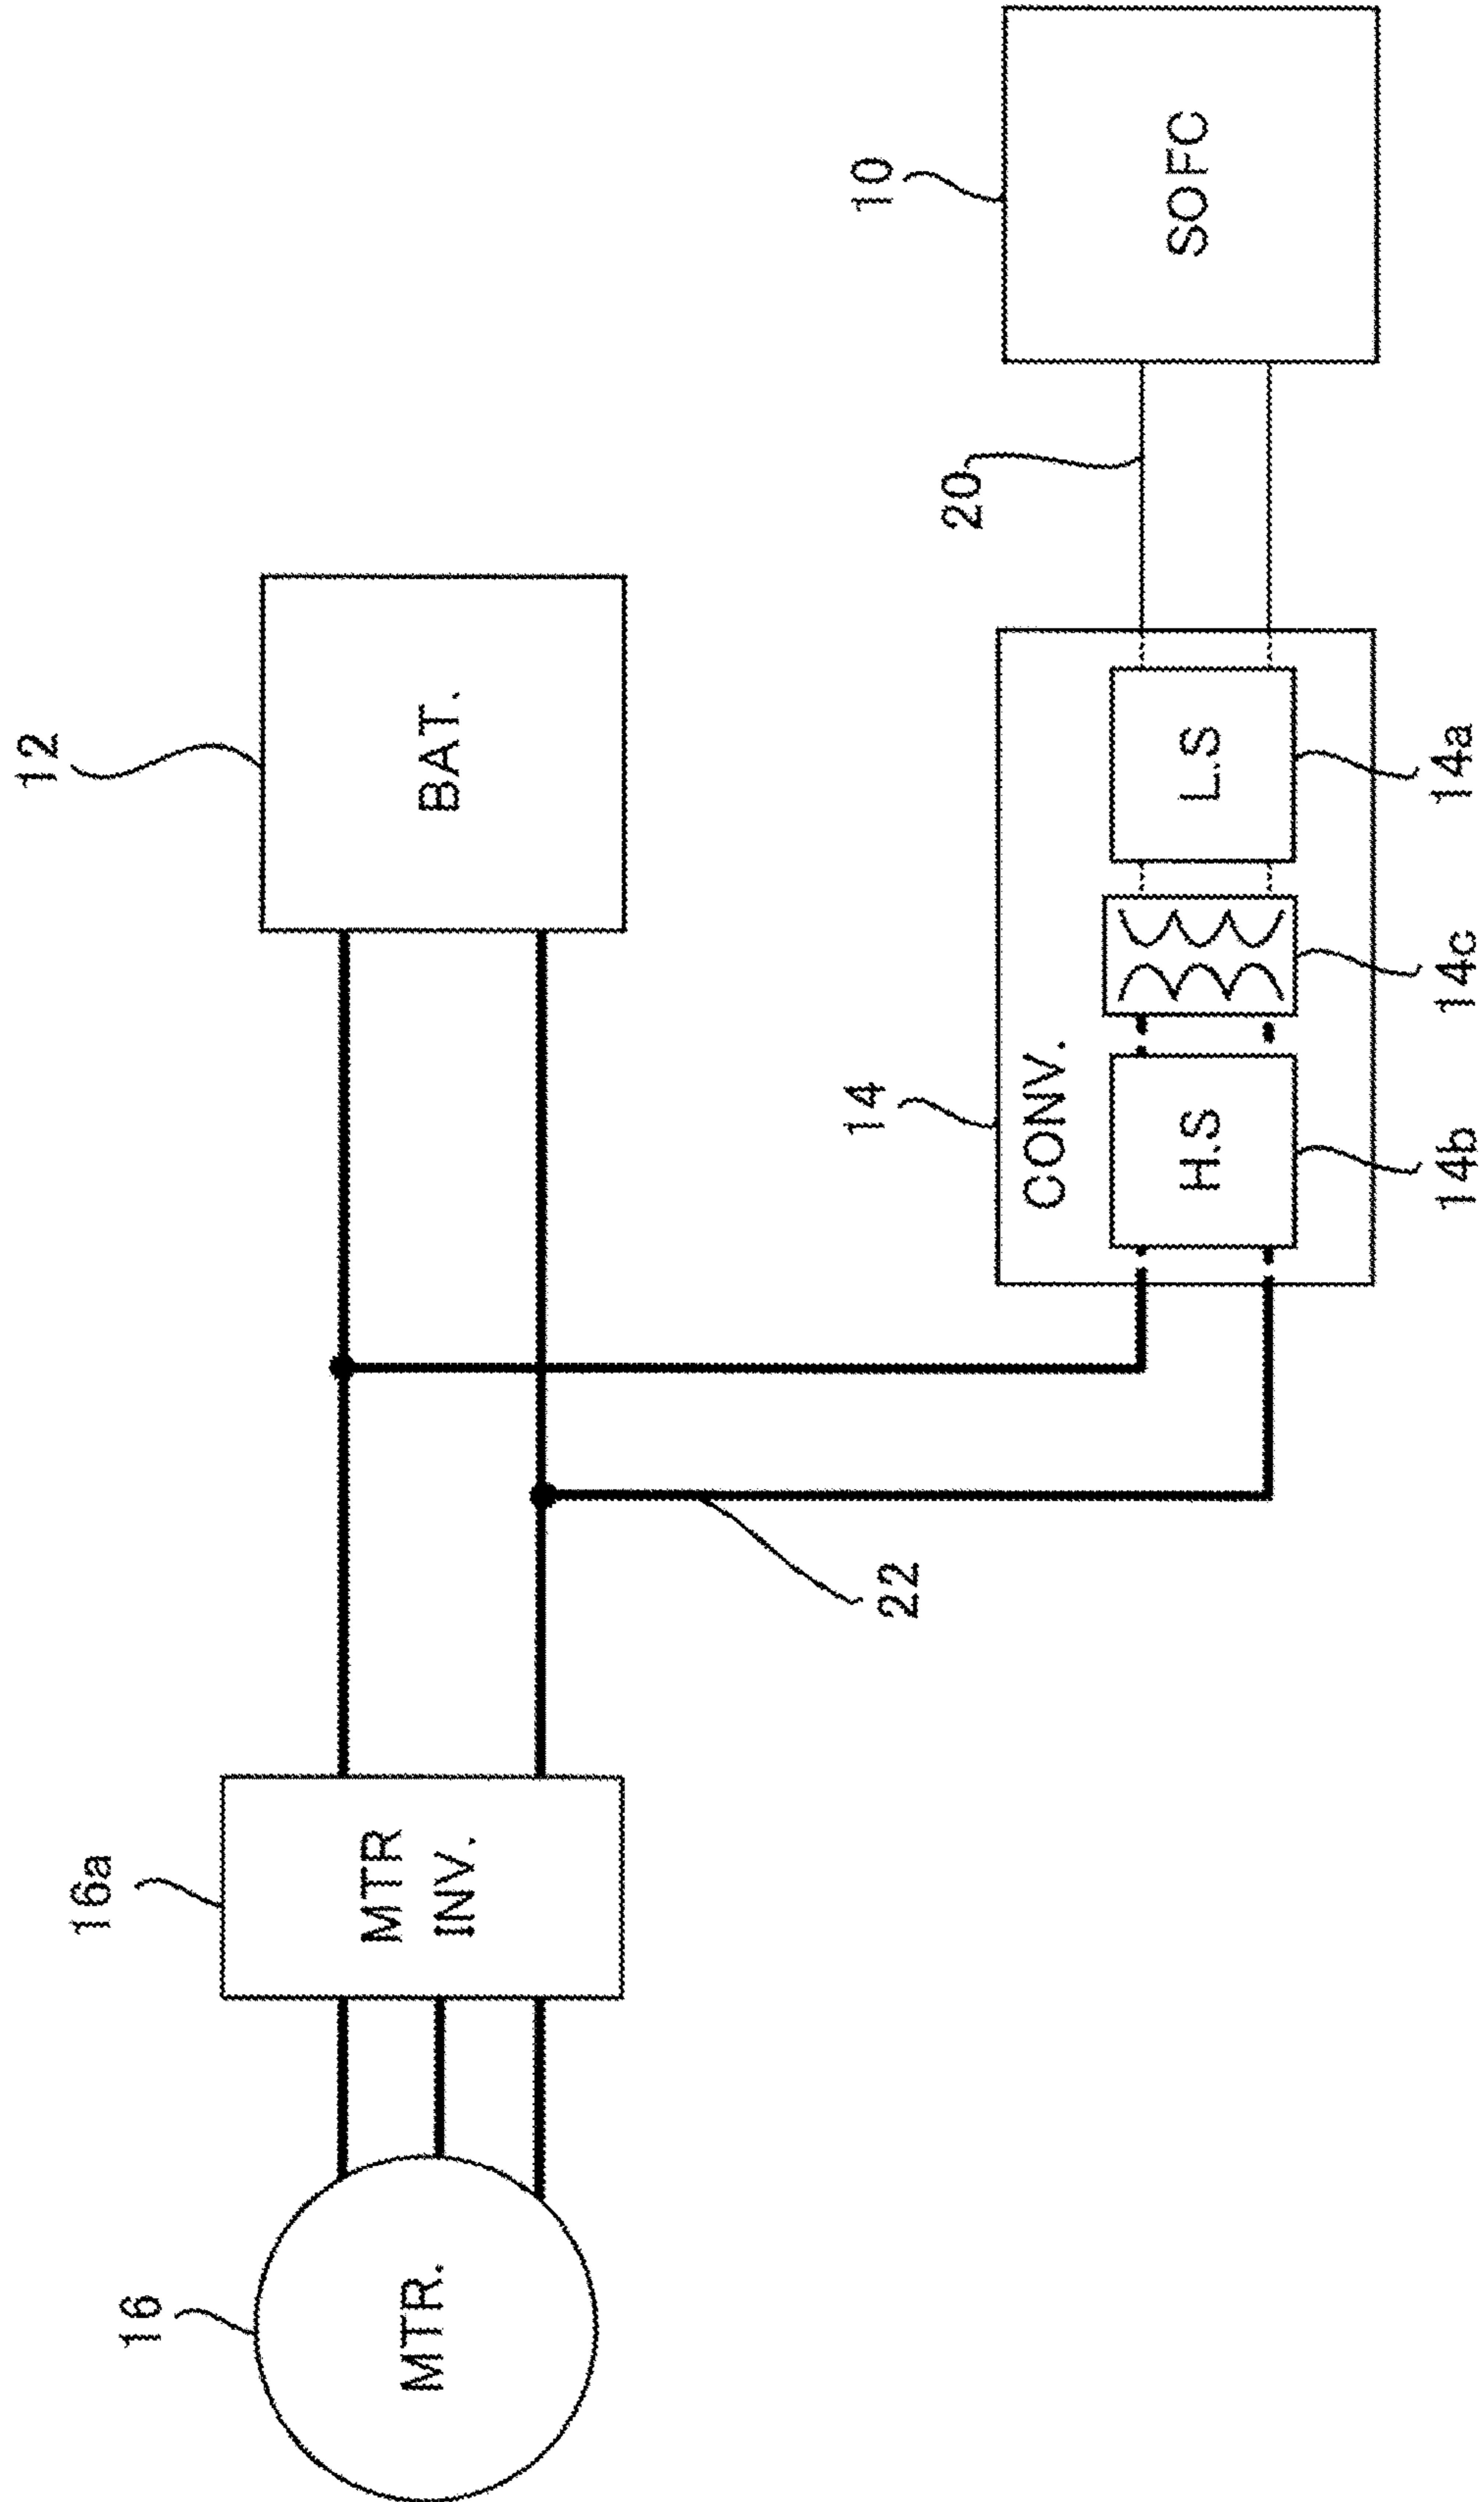 16
16a
12
MTR.
MTR
INV.
BAT.
22
14
10
20
CONV.
H.S
L.S
SOFC
14b
14c
14a